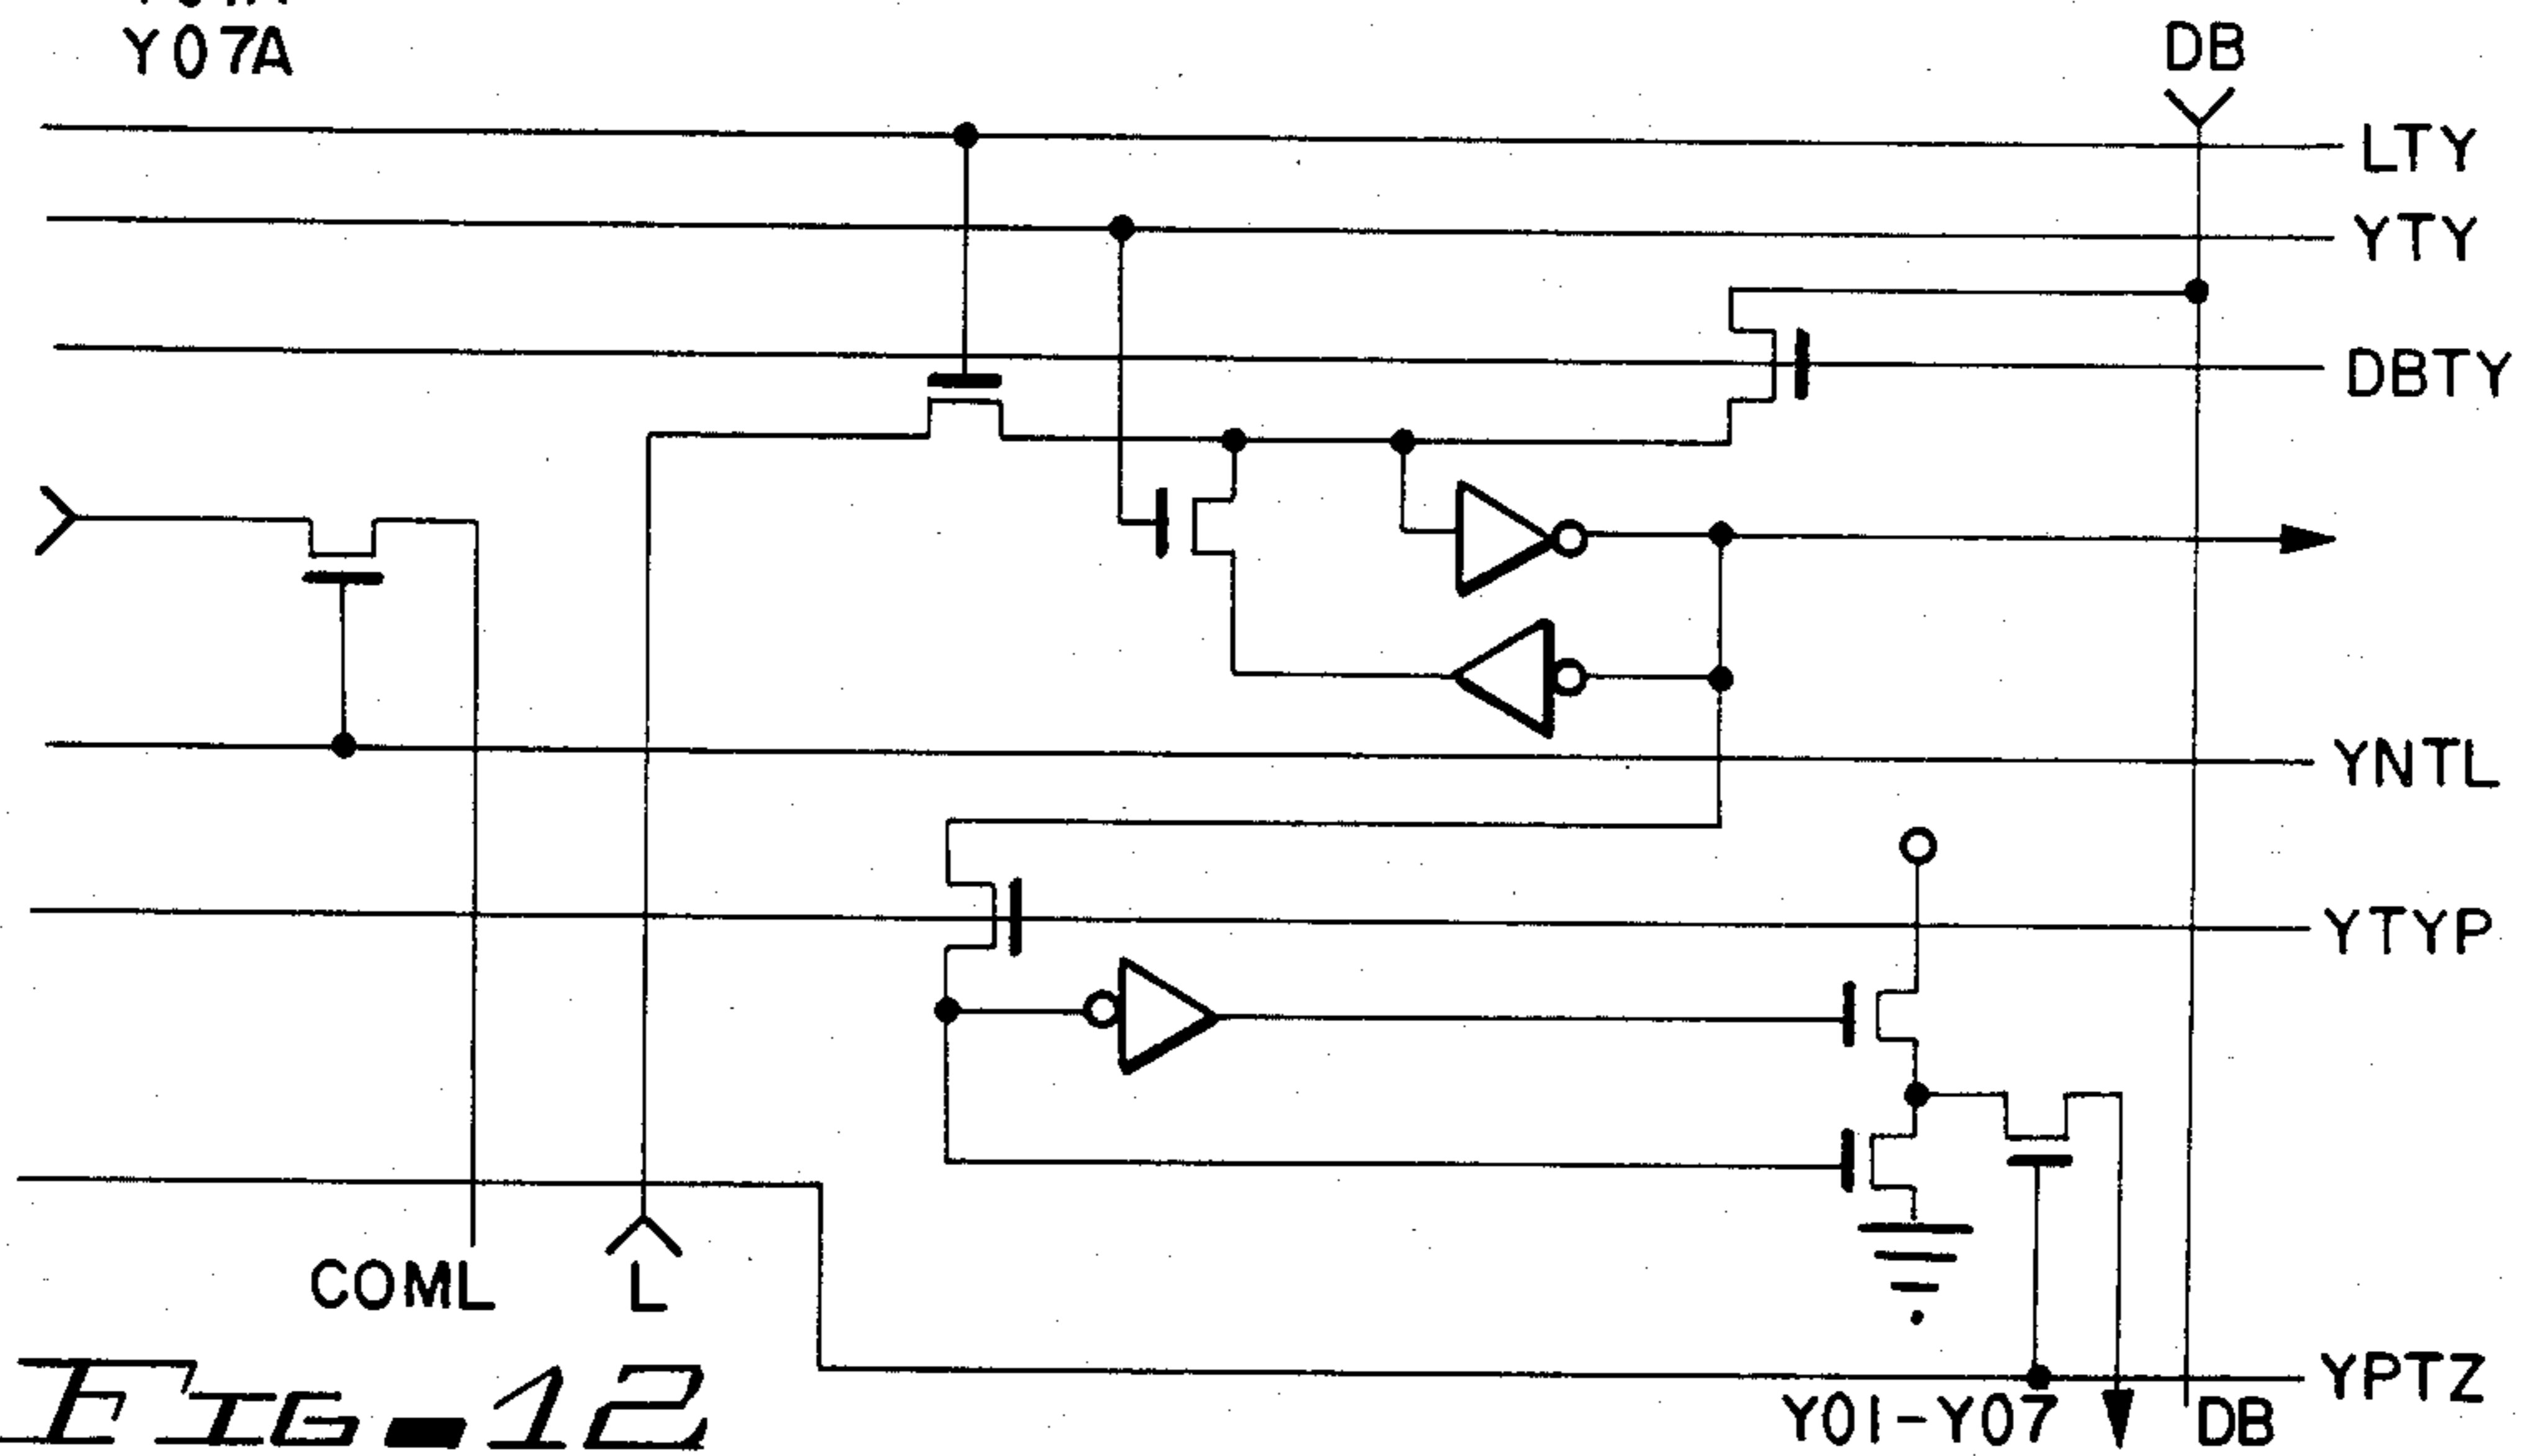 Y07A
DB
LTY
YTY
DBTY
YNTL
YTYP
COML
L
YPTZ
Y01-Y07
DB
FIG-12